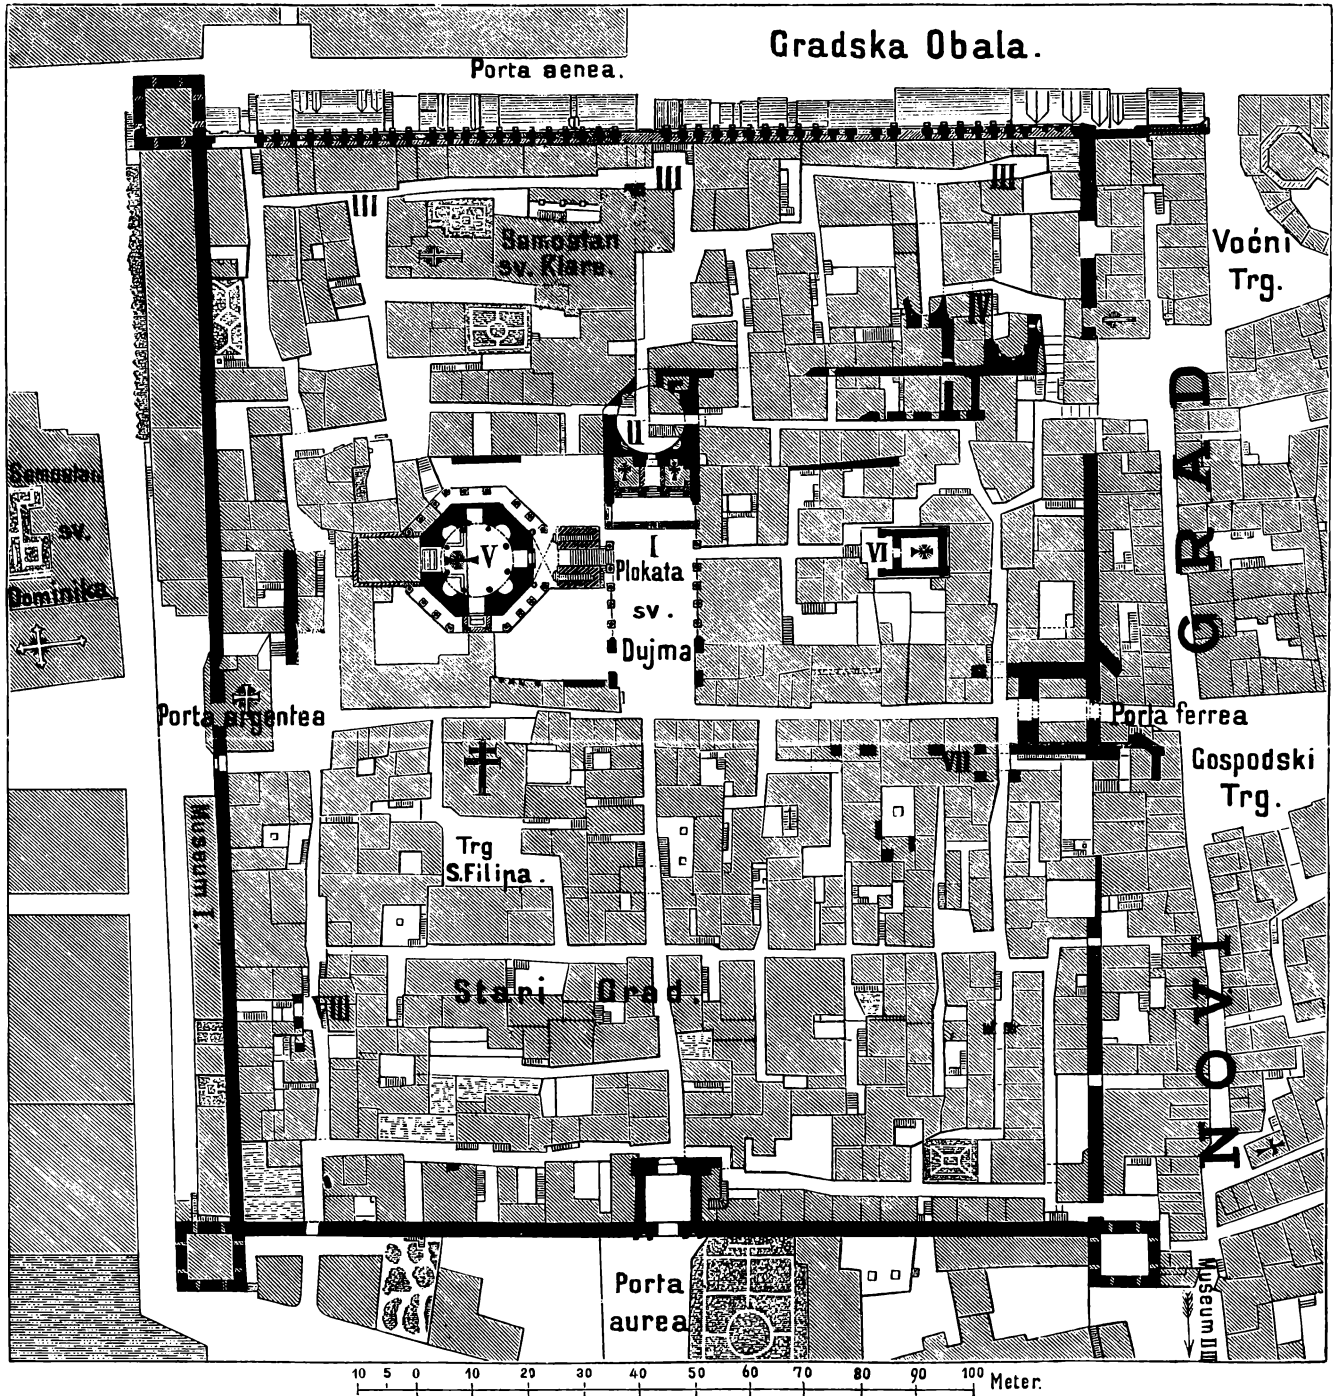 Gradska Obala.
Porta aenea.
III
III
III
Samostan
sv. Klare.
Voćni
Trg.
IV
II
Samostan
sv.
Dominika.
V
I
Plokata
sv.
Dujma
VI
GRAD
Porta argentea
Porta ferrea
VII
Gospodski
Trg.
Museum I.
Trg
S.Filipa.
Stari Grad.
VIII
NOVI
Porta
aurea
Museum II
10 5 0 10 20 30 40 50 60 70 80 90 100 Meter.